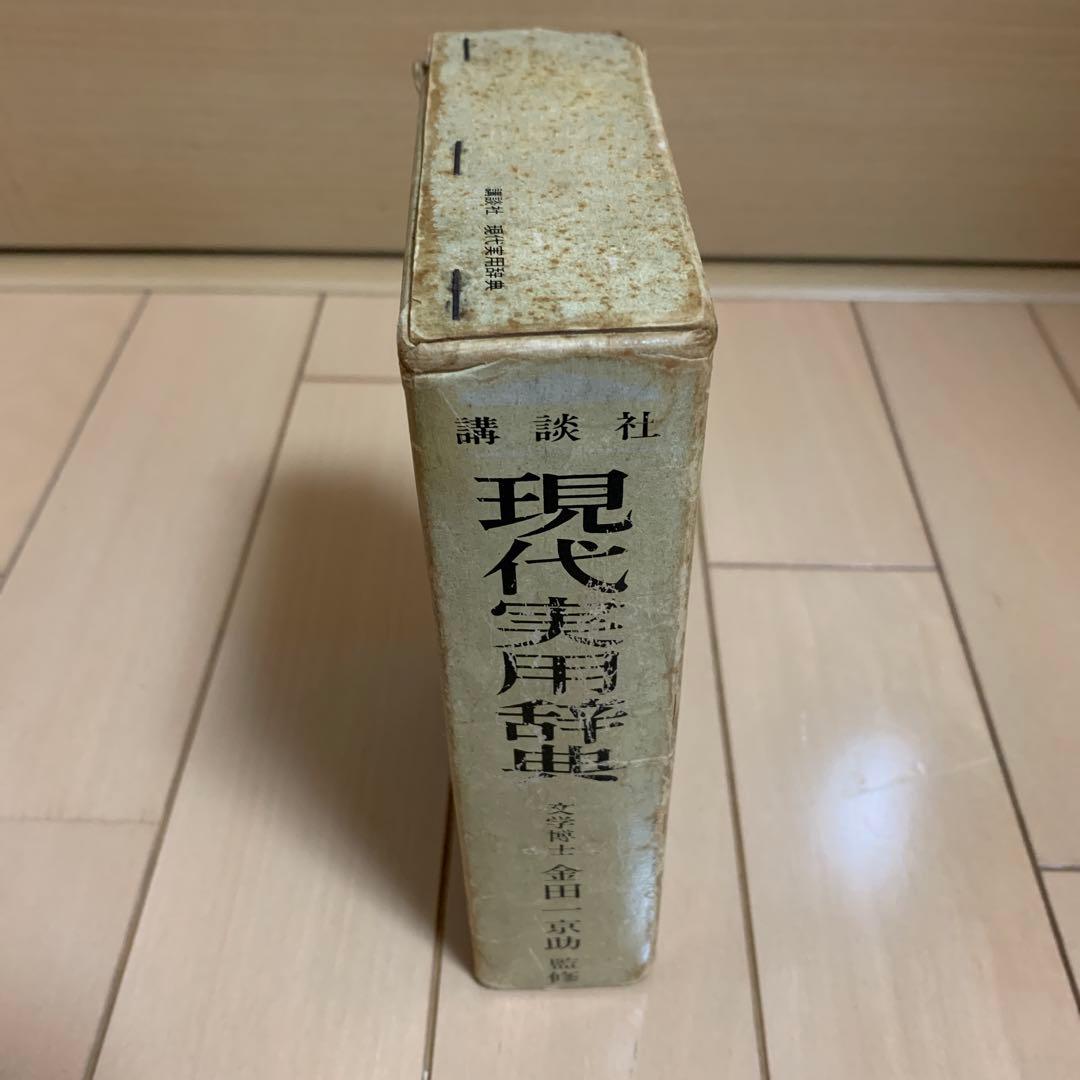 講談社 現代実用辞典
講談社
現代実用辞典
文学博士 金田一京助 監修